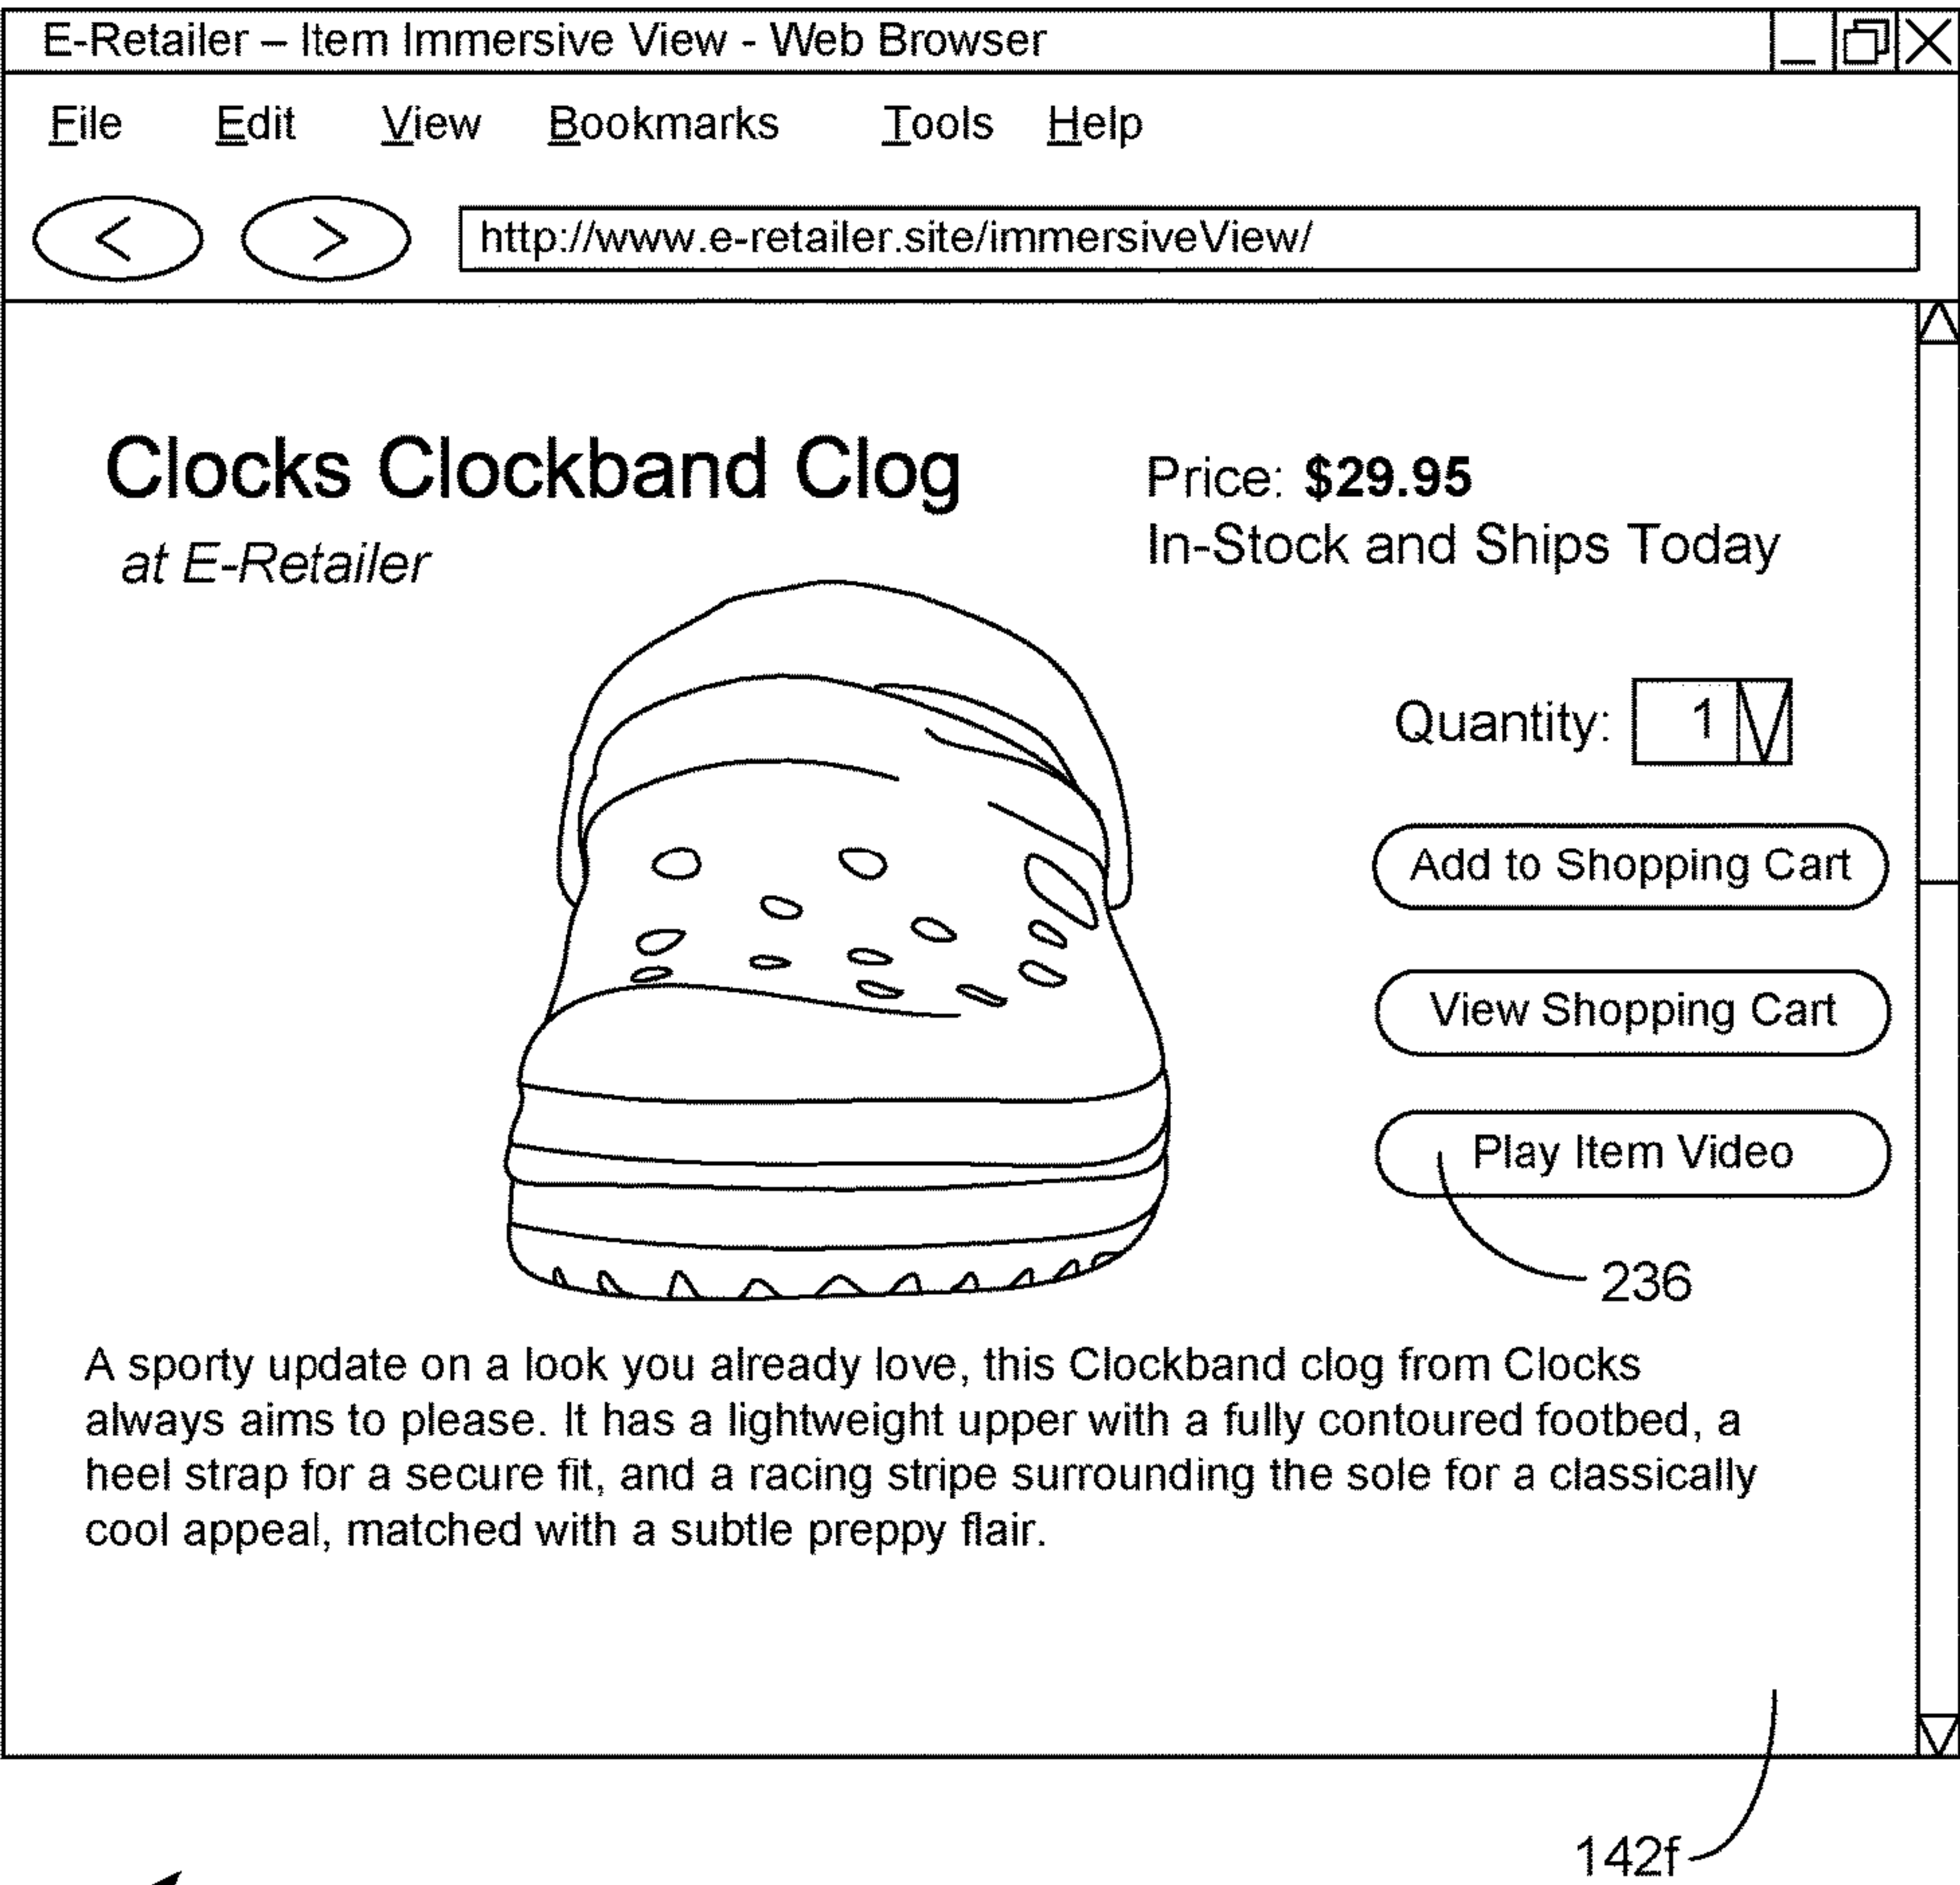 E-Retailer – Item Immersive View - Web Browser
File Edit View Bookmarks Tools Help
< > http://www.e-retailer.site/immersiveView/
Clocks Clockband Clog
at E-Retailer
Price: $29.95
In-Stock and Ships Today
Quantity: 1
Add to Shopping Cart
View Shopping Cart
Play Item Video
236
A sporty update on a look you already love, this Clockband clog from Clocks
always aims to please. It has a lightweight upper with a fully contoured footbed, a
heel strap for a secure fit, and a racing stripe surrounding the sole for a classically
cool appeal, matched with a subtle preppy flair.
142f